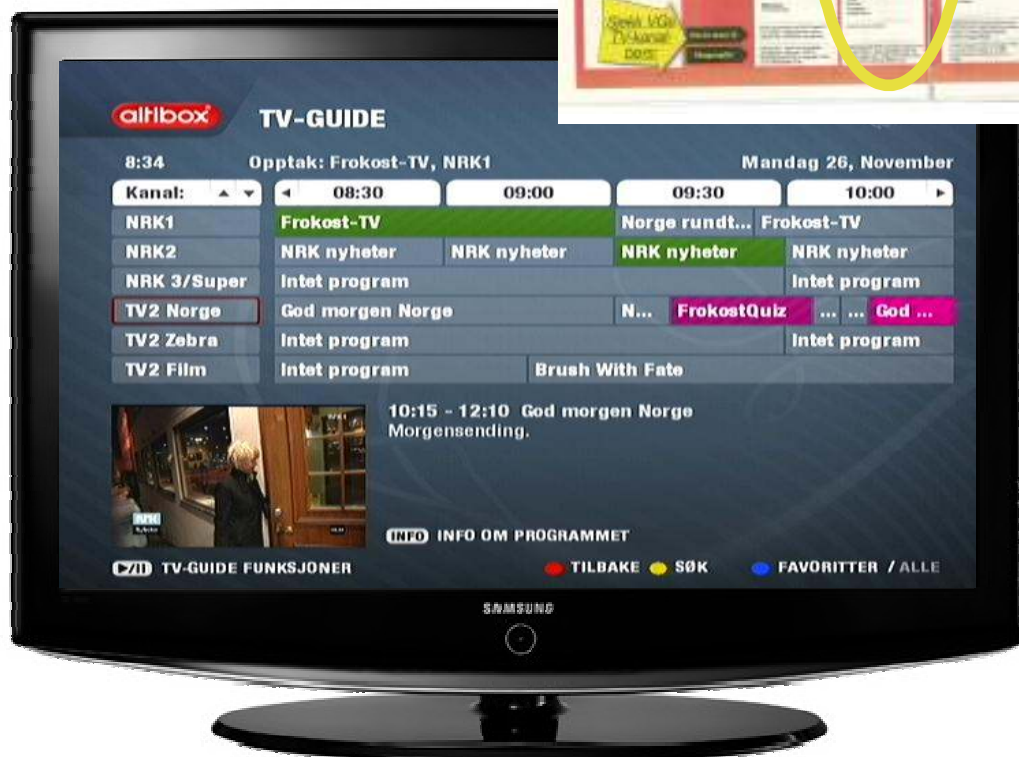 Søk VGs
TV-kanal
altibox
TV-GUIDE
8:34 Opptak: Frokost-TV, NRK1 Mandag 26, November
Kanal: 08:30 09:00 09:30 10:00
NRK1 Frokost-TV Norge rundt... Frokost-TV
NRK2 NRK nyheter NRK nyheter NRK nyheter NRK nyheter
NRK 3/Super Intet program Intet program
TV2 Norge God morgen Norge N... FrokostQuiz ... ... God ...
TV2 Zebra Intet program Intet program
TV2 Film Intet program Brush With Fate
10:15 - 12:10 God morgen Norge
Morgensending.
NRK
INFO INFO OM PROGRAMMET
TV-GUIDE FUNKSJONER TILBAKE SØK FAVORITTER / ALLE
SAMSUNG